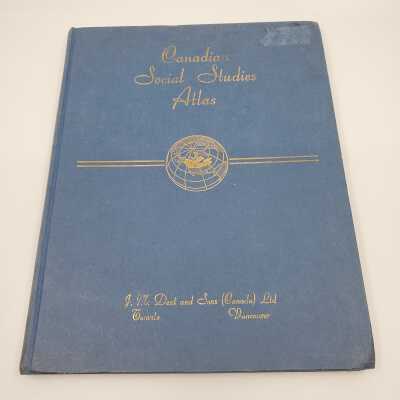 Canadian
Social Studies
Atlas
J. M. Dent and Sons (Canada) Ltd
Toronto Vancouver